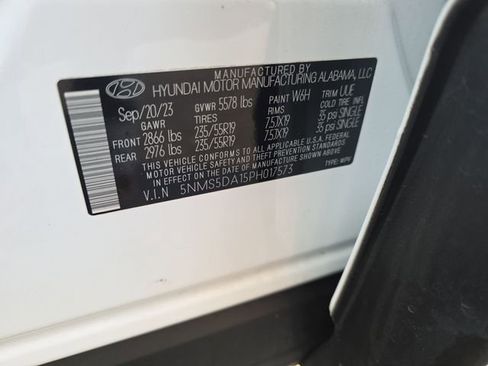 MANUFACTURED BY
HYUNDAI MOTOR MANUFACTURING ALABAMA, LLC
Sep/20/23 GVWR 5578 lbs PAINT W6H TRIM UUE
GAWR TIRES RIMS COLD TIRE INFL.
FRONT 2866 lbs 235/55R19 7.5JX19 35 psi SINGLE
REAR 2976 lbs 235/55R19 7.5JX19 35 psi SINGLE
THIS VEHICLE CONFORMS TO ALL APPLICABLE U.S.A. FEDERAL
MOTOR VEHICLE SAFETY, BUMPER, AND THEFT PREVENTION
STANDARDS IN EFFECT ON THE DATE OF MANUFACTURE SHOWN ABOVE.
V.I.N 5NMS5DA15PH017573 TYPE: MPV